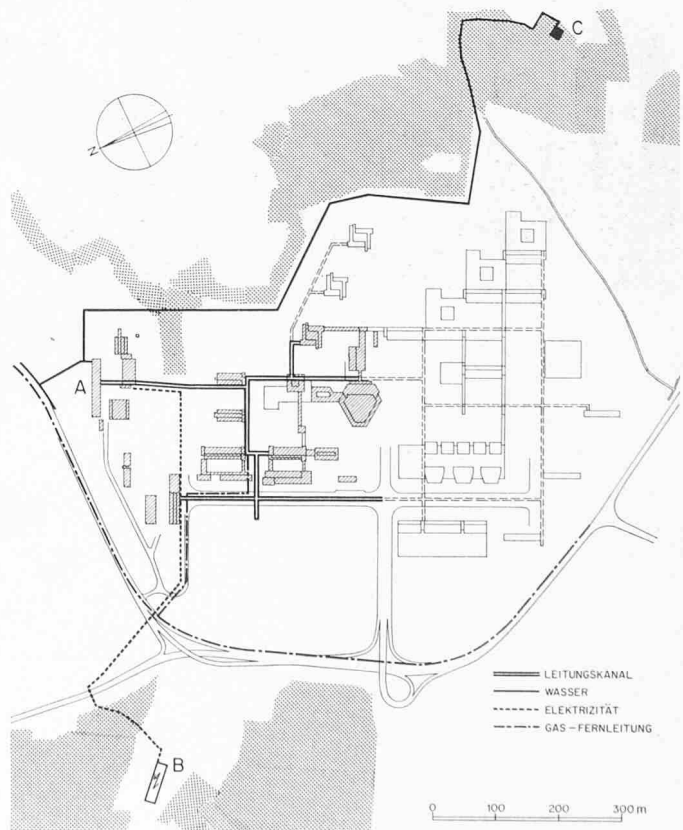 C
N
A
B
LEITUNGSKANAL
WASSER
ELEKTRIZITÄT
GAS-FERNLEITUNG
0 100 200 300 m